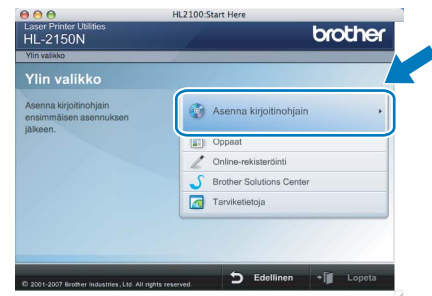 HL2100:Start Here
Laser Printer Utilities
HL-2150N
brother
Ylin valikko
Ylin valikko
Asenna kirjoitinohjain
ensimmäisen asennuksen
jälkeen.
Asenna kirjoitinohjain
Oppaat
Online-rekisteröinti
Brother Solutions Center
Tarviketietoja
© 2001-2007 Brother Industries, Ltd. All rights reserved.
Edellinen
Lopeta